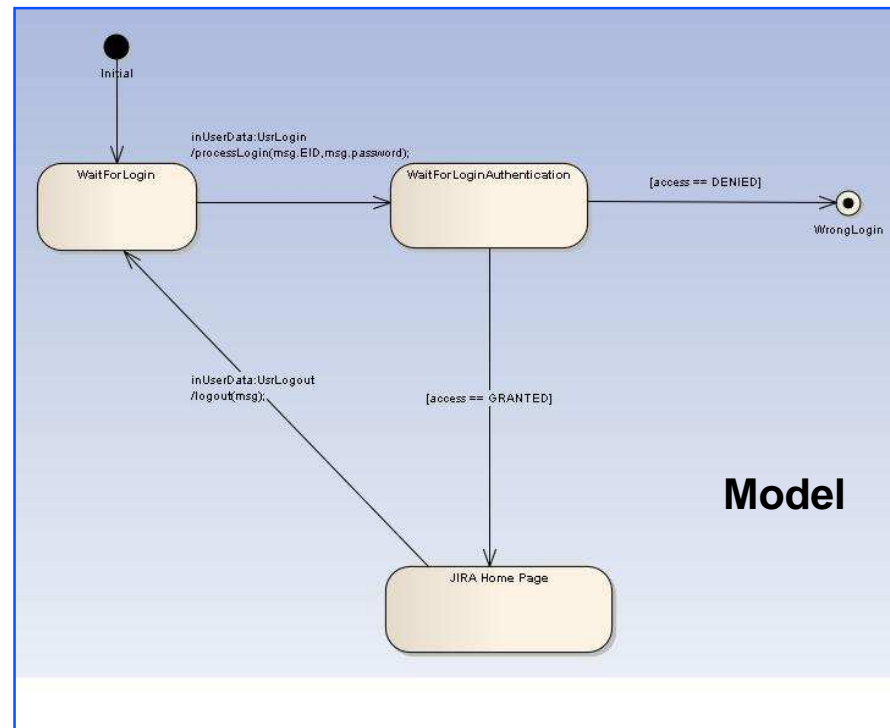 Initial
inUserData:UsrLogin
/processLogin(msg.EID,msg.password);
WaitForLogin
WaitForLoginAuthentication
[access == DENIED]
WrongLogin
inUserData:UsrLogout
/logout(msg);
[access == GRANTED]
Model
JIRA Home Page